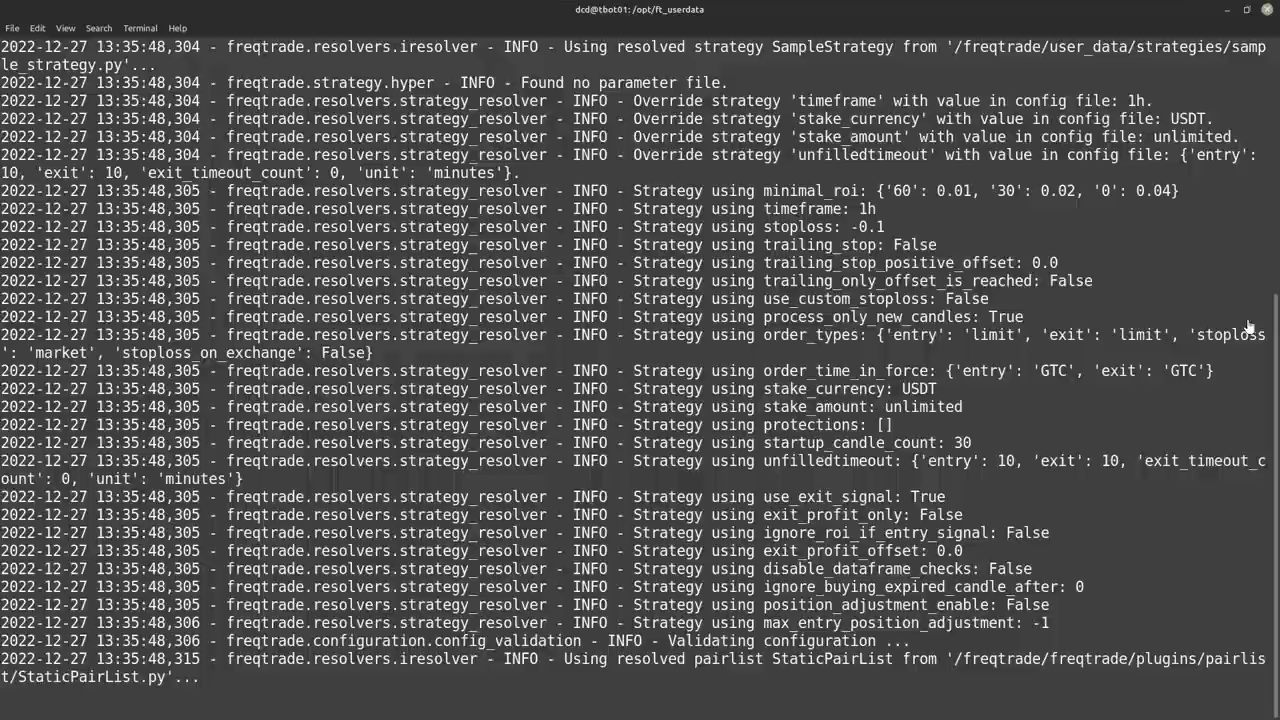 dcd@tbot01: /opt/ft_userdata
File Edit View Search Terminal Help
2022-12-27 13:35:48,304 - freqtrade.resolvers.iresolver - INFO - Using resolved strategy SampleStrategy from '/freqtrade/user_data/strategies/samp
le_strategy.py'...
2022-12-27 13:35:48,304 - freqtrade.strategy.hyper - INFO - Found no parameter file.
2022-12-27 13:35:48,304 - freqtrade.resolvers.strategy_resolver - INFO - Override strategy 'timeframe' with value in config file: 1h.
2022-12-27 13:35:48,304 - freqtrade.resolvers.strategy_resolver - INFO - Override strategy 'stake_currency' with value in config file: USDT.
2022-12-27 13:35:48,304 - freqtrade.resolvers.strategy_resolver - INFO - Override strategy 'stake_amount' with value in config file: unlimited.
2022-12-27 13:35:48,304 - freqtrade.resolvers.strategy_resolver - INFO - Override strategy 'unfilledtimeout' with value in config file: {'entry':
10, 'exit': 10, 'exit_timeout_count': 0, 'unit': 'minutes'}.
2022-12-27 13:35:48,305 - freqtrade.resolvers.strategy_resolver - INFO - Strategy using minimal_roi: {'60': 0.01, '30': 0.02, '0': 0.04}
2022-12-27 13:35:48,305 - freqtrade.resolvers.strategy_resolver - INFO - Strategy using timeframe: 1h
2022-12-27 13:35:48,305 - freqtrade.resolvers.strategy_resolver - INFO - Strategy using stoploss: -0.1
2022-12-27 13:35:48,305 - freqtrade.resolvers.strategy_resolver - INFO - Strategy using trailing_stop: False
2022-12-27 13:35:48,305 - freqtrade.resolvers.strategy_resolver - INFO - Strategy using trailing_stop_positive_offset: 0.0
2022-12-27 13:35:48,305 - freqtrade.resolvers.strategy_resolver - INFO - Strategy using trailing_only_offset_is_reached: False
2022-12-27 13:35:48,305 - freqtrade.resolvers.strategy_resolver - INFO - Strategy using use_custom_stoploss: False
2022-12-27 13:35:48,305 - freqtrade.resolvers.strategy_resolver - INFO - Strategy using process_only_new_candles: True
2022-12-27 13:35:48,305 - freqtrade.resolvers.strategy_resolver - INFO - Strategy using order_types: {'entry': 'limit', 'exit': 'limit', 'stoploss
': 'market', 'stoploss_on_exchange': False}
2022-12-27 13:35:48,305 - freqtrade.resolvers.strategy_resolver - INFO - Strategy using order_time_in_force: {'entry': 'GTC', 'exit': 'GTC'}
2022-12-27 13:35:48,305 - freqtrade.resolvers.strategy_resolver - INFO - Strategy using stake_currency: USDT
2022-12-27 13:35:48,305 - freqtrade.resolvers.strategy_resolver - INFO - Strategy using stake_amount: unlimited
2022-12-27 13:35:48,305 - freqtrade.resolvers.strategy_resolver - INFO - Strategy using protections: []
2022-12-27 13:35:48,305 - freqtrade.resolvers.strategy_resolver - INFO - Strategy using startup_candle_count: 30
2022-12-27 13:35:48,305 - freqtrade.resolvers.strategy_resolver - INFO - Strategy using unfilledtimeout: {'entry': 10, 'exit': 10, 'exit_timeout_c
ount': 0, 'unit': 'minutes'}
2022-12-27 13:35:48,305 - freqtrade.resolvers.strategy_resolver - INFO - Strategy using use_exit_signal: True
2022-12-27 13:35:48,305 - freqtrade.resolvers.strategy_resolver - INFO - Strategy using exit_profit_only: False
2022-12-27 13:35:48,305 - freqtrade.resolvers.strategy_resolver - INFO - Strategy using ignore_roi_if_entry_signal: False
2022-12-27 13:35:48,305 - freqtrade.resolvers.strategy_resolver - INFO - Strategy using exit_profit_offset: 0.0
2022-12-27 13:35:48,305 - freqtrade.resolvers.strategy_resolver - INFO - Strategy using disable_dataframe_checks: False
2022-12-27 13:35:48,305 - freqtrade.resolvers.strategy_resolver - INFO - Strategy using ignore_buying_expired_candle_after: 0
2022-12-27 13:35:48,305 - freqtrade.resolvers.strategy_resolver - INFO - Strategy using position_adjustment_enable: False
2022-12-27 13:35:48,306 - freqtrade.resolvers.strategy_resolver - INFO - Strategy using max_entry_position_adjustment: -1
2022-12-27 13:35:48,306 - freqtrade.configuration.config_validation - INFO - Validating configuration ...
2022-12-27 13:35:48,315 - freqtrade.resolvers.iresolver - INFO - Using resolved pairlist StaticPairList from '/freqtrade/freqtrade/plugins/pairlis
t/StaticPairList.py'...